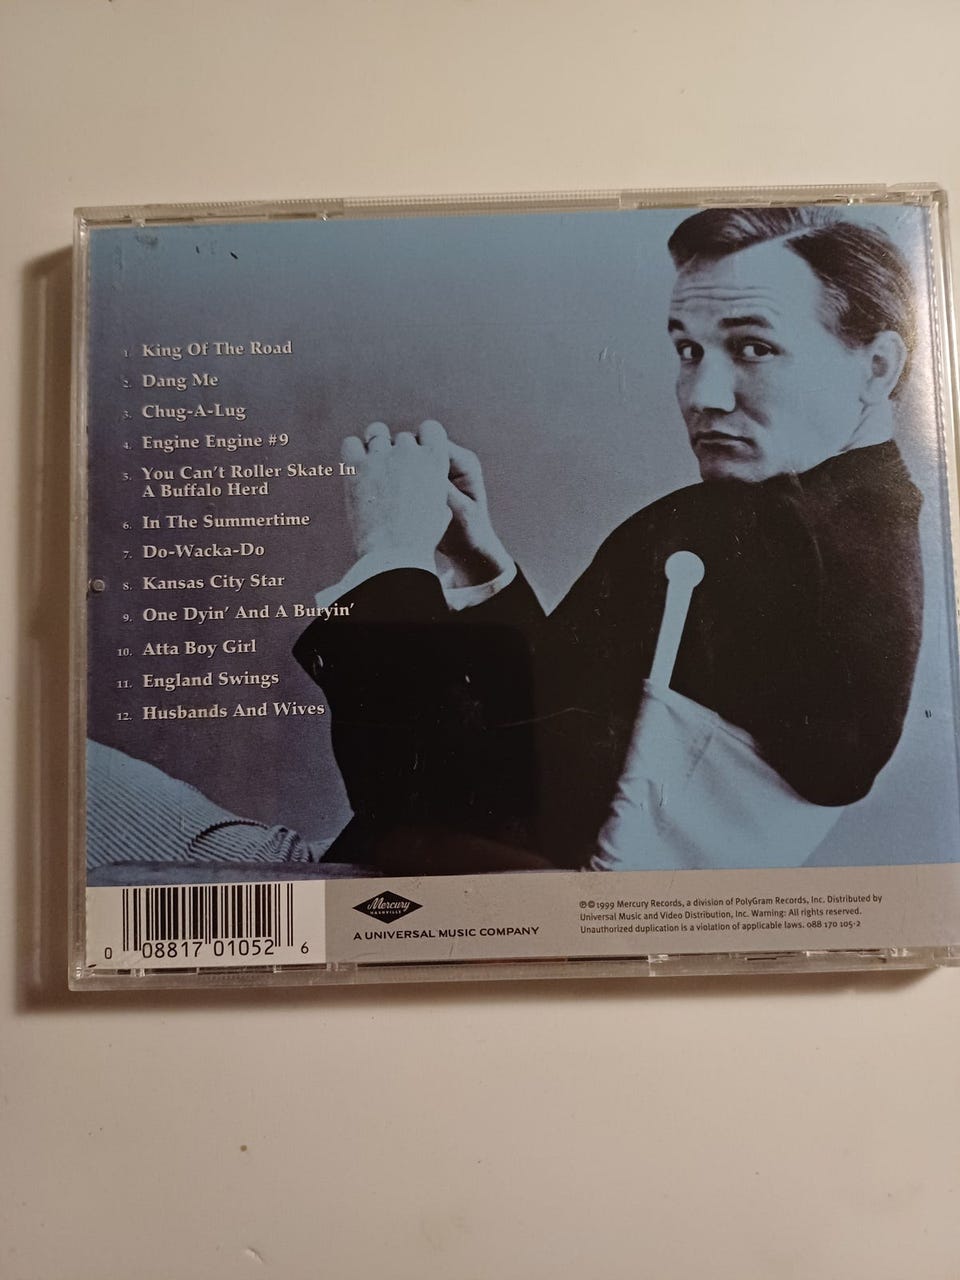 1. King Of The Road
2. Dang Me
3. Chug-A-Lug
4. Engine Engine #9
5. You Can't Roller Skate In
A Buffalo Herd
6. In The Summertime
7. Do-Wacka-Do
8. Kansas City Star
9. One Dyin' And A Buryin'
10. Atta Boy Girl
11. England Swings
12. Husbands And Wives
0 08817 01052 6
Mercury
NASHVILLE
A UNIVERSAL MUSIC COMPANY
℗©1999 Mercury Records, a division of PolyGram Records, Inc. Distributed by
Universal Music and Video Distribution, Inc. Warning: All rights reserved.
Unauthorized duplication is a violation of applicable laws. 088 170 105-2